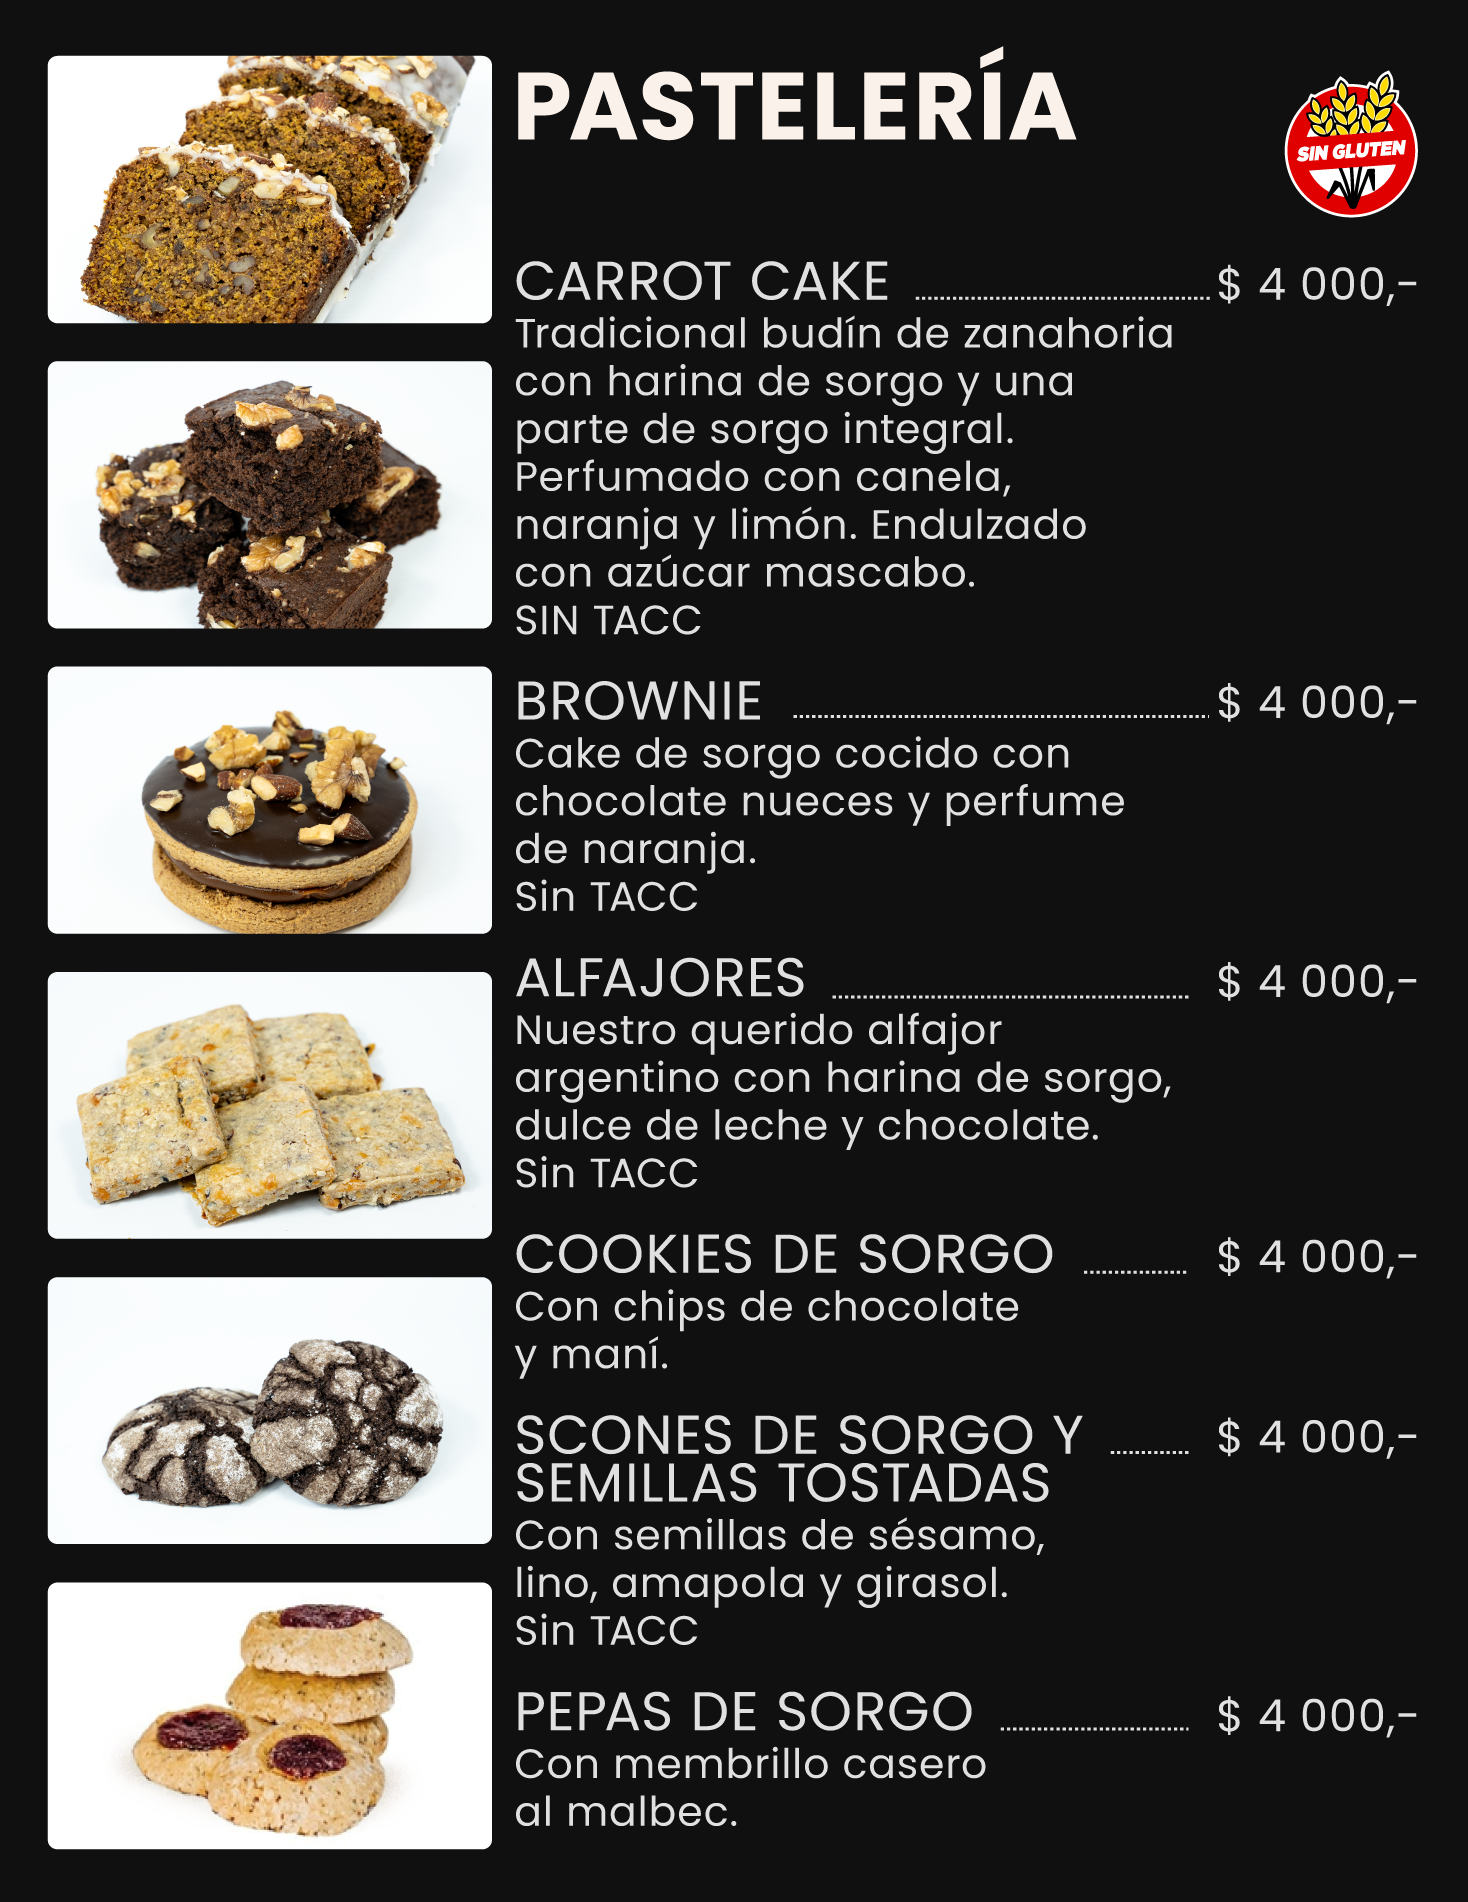 PASTELERÍA
SIN GLUTEN
CARROT CAKE ........ $ 4 000,-
Tradicional budín de zanahoria
con harina de sorgo y una
parte de sorgo integral.
Perfumado con canela,
naranja y limón. Endulzado
con azúcar mascabo.
SIN TACC
BROWNIE ........ $ 4 000,-
Cake de sorgo cocido con
chocolate nueces y perfume
de naranja.
Sin TACC
ALFAJORES ........ $ 4 000,-
Nuestro querido alfajor
argentino con harina de sorgo,
dulce de leche y chocolate.
Sin TACC
COOKIES DE SORGO ........ $ 4 000,-
Con chips de chocolate
y maní.
SCONES DE SORGO Y ........ $ 4 000,-
SEMILLAS TOSTADAS
Con semillas de sésamo,
lino, amapola y girasol.
Sin TACC
PEPAS DE SORGO ........ $ 4 000,-
Con membrillo casero
al malbec.